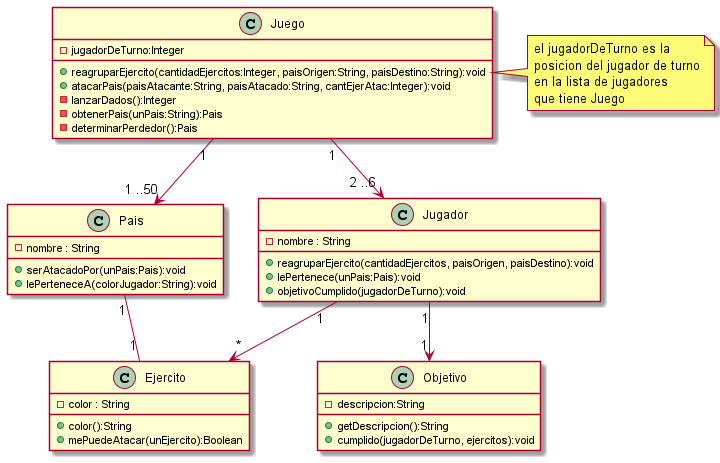 C Juego
jugadorDeTurno:Integer
reagruparEjercito(cantidadEjercitos:Integer, paisOrigen:String, paisDestino:String):void
atacarPais(paisAtacante:String, paisAtacado:String, cantEjerAtac:Integer):void
lanzarDados():Integer
obtenerPais(unPais:String):Pais
determinarPerdedor():Pais
el jugadorDeTurno es la
posicion del jugador de turno
en la lista de jugadores
que tiene Juego
1
1
1 ..50
2 ..6
C Pais
nombre : String
serAtacadoPor(unPais:Pais):void
lePerteneceA(colorJugador:String):void
C Jugador
nombre : String
reagruparEjercito(cantidadEjercitos, paisOrigen, paisDestino):void
lePertenece(unPais:Pais):void
objetivoCumplido(jugadorDeTurno):void
1
1
1
1
*
1
C Ejercito
color : String
color():String
mePuedeAtacar(unEjercito):Boolean
C Objetivo
descripcion:String
getDescripcion():String
cumplido(jugadorDeTurno, ejercitos):void